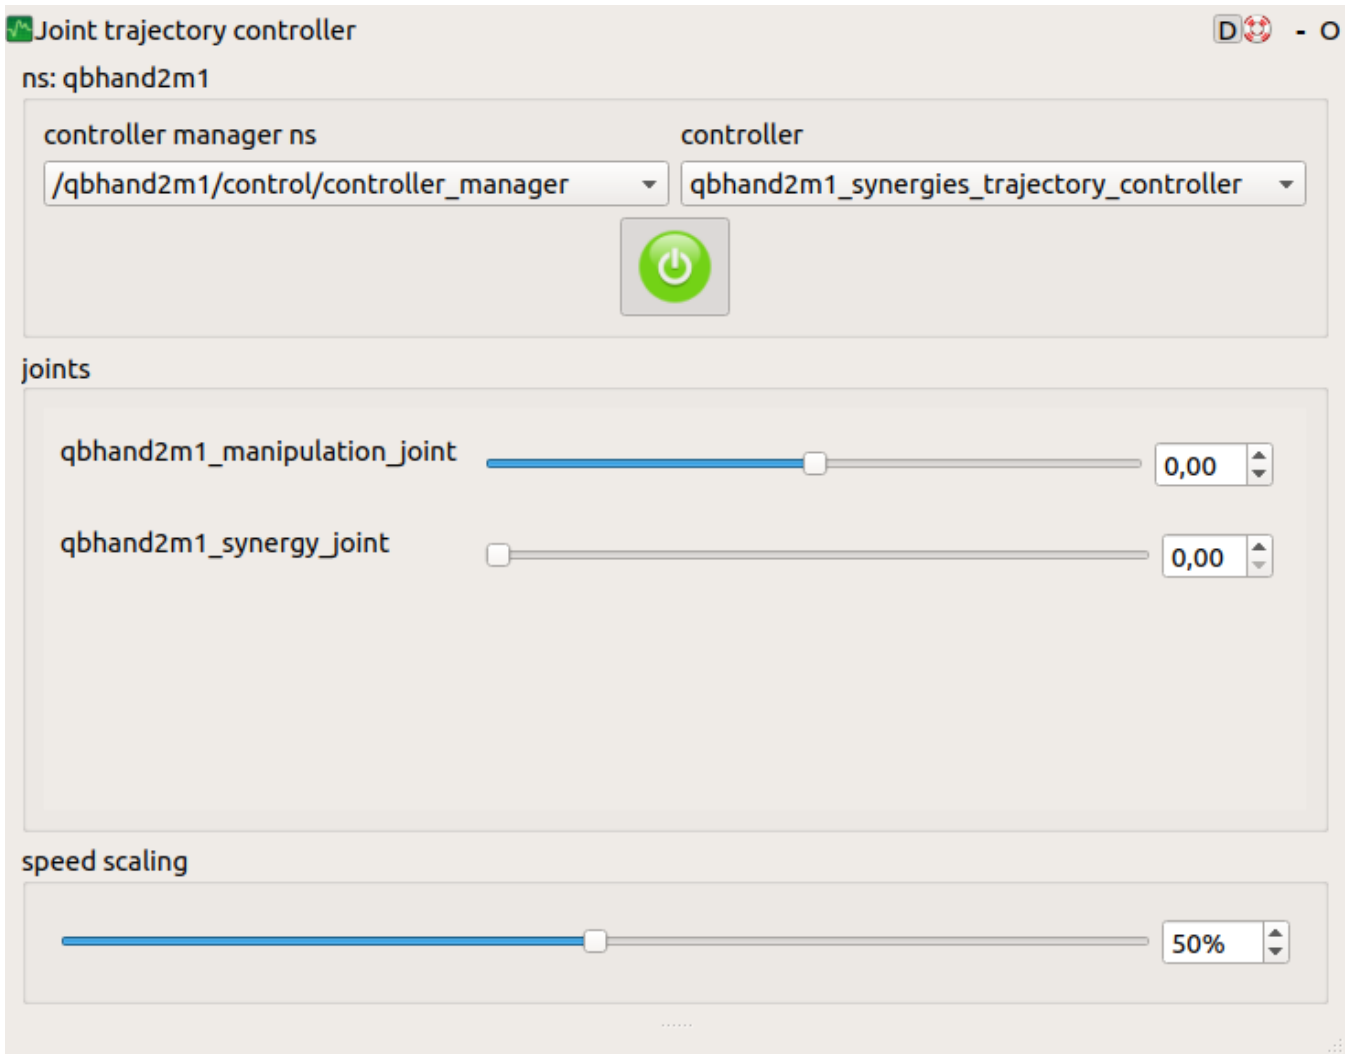 Joint trajectory controller D - O
ns: qbhand2m1
controller manager ns controller
/qbhand2m1/control/controller_manager qbhand2m1_synergies_trajectory_controller
joints
qbhand2m1_manipulation_joint 0,00
qbhand2m1_synergy_joint 0,00
speed scaling
50%